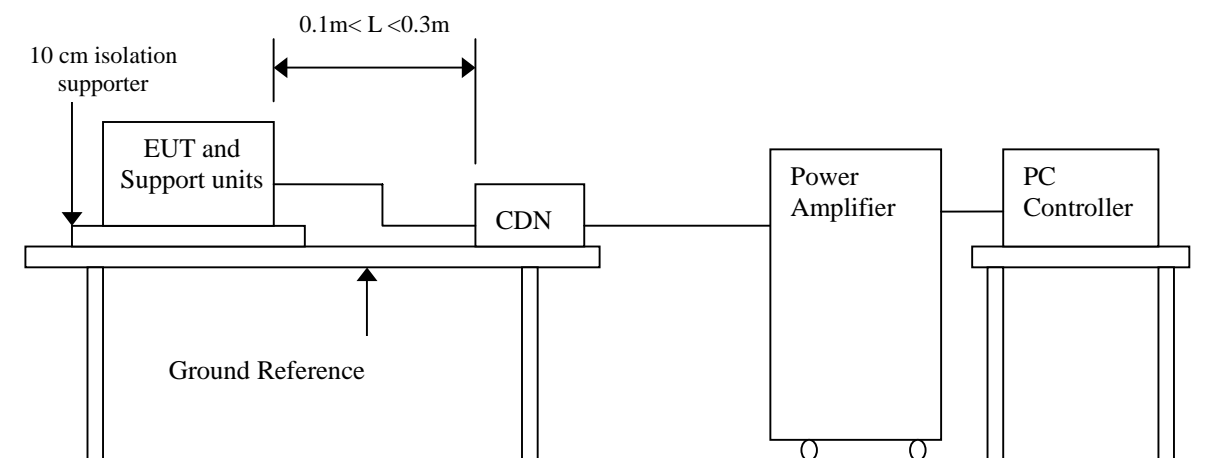 0.1m< L <0.3m
10 cm isolation
supporter
EUT and
Support units
CDN
Power
Amplifier
PC
Controller
Ground Reference